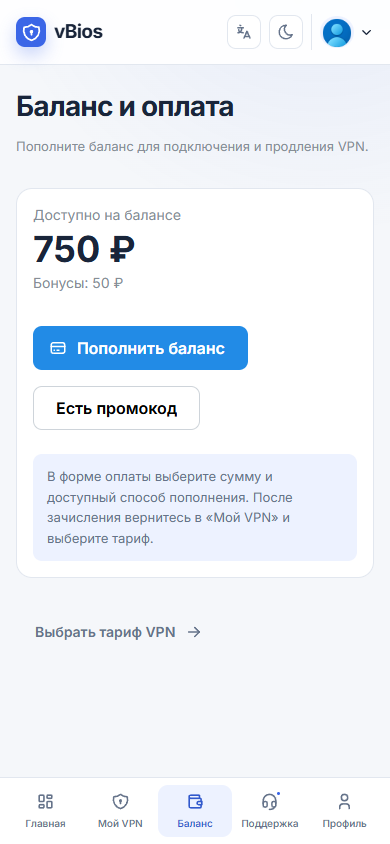 vBios
Баланс и оплата
Пополните баланс для подключения и продления VPN.
Доступно на балансе
750 ₽
Бонусы: 50 ₽
Пополнить баланс
Есть промокод
В форме оплаты выберите сумму и
доступный способ пополнения. После
зачисления вернитесь в «Мой VPN» и
выберите тариф.
Выбрать тариф VPN
Главная
Мой VPN
Баланс
Поддержка
Профиль